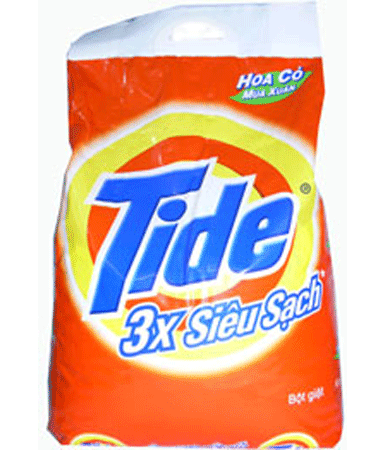 HOA CỎ
MÙA XUÂN
Tide®
3X Siêu Sạch
Bột giặt